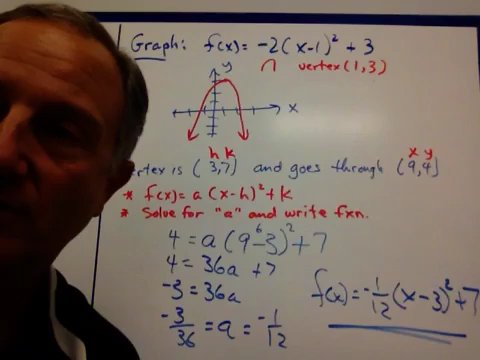 Graph: f(x) = -2(x-1)² + 3
∩ vertex (1,3)
y
x
h k
x y
ertex is (3,7) and goes through (9,4)
* f(x) = a (x-h)² + k
* Solve for "a" and write fxn.
6
4 = a (9-3)² + 7
4 = 36a + 7
-3 = 36a
-3/36 = a = -1/12
f(x) = -1/12 (x-3)² + 7